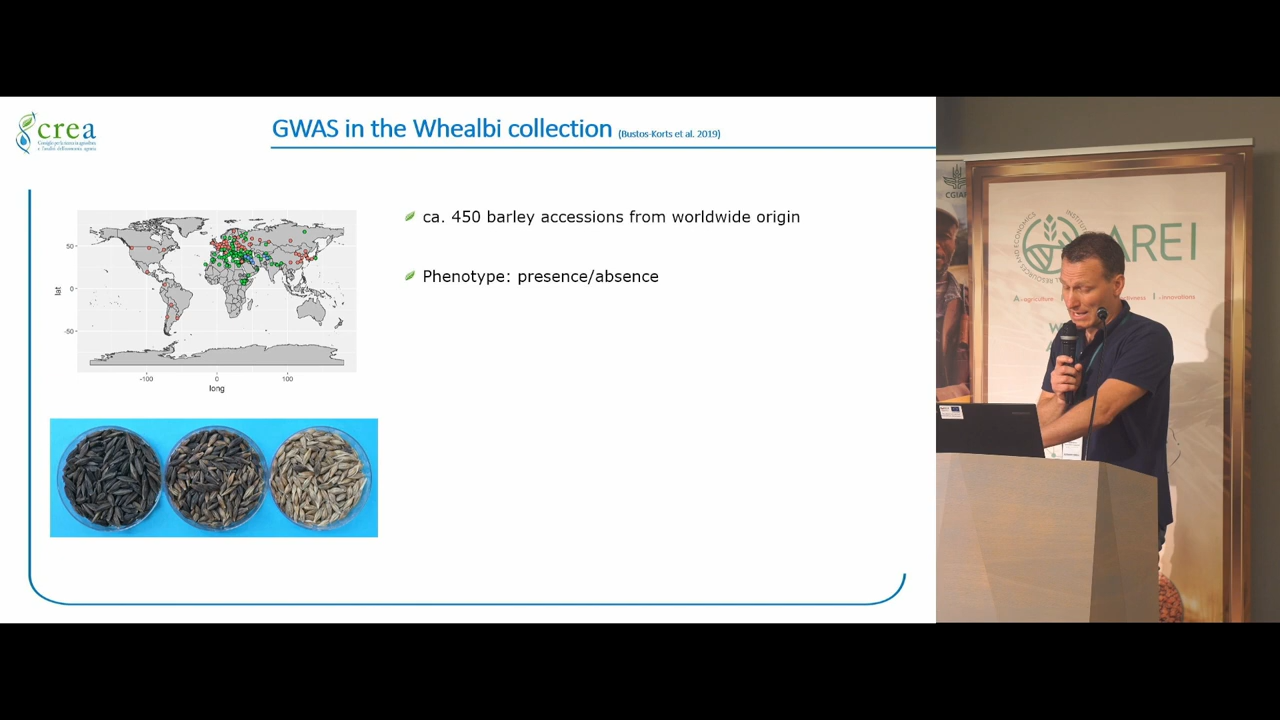 crea
GWAS in the Whealbi collection (Bustos-Korts et al. 2019)
ca. 450 barley accessions from worldwide origin
Phenotype: presence/absence
50
0
-50
lat
-100
0
100
long
CGIAR
AREI